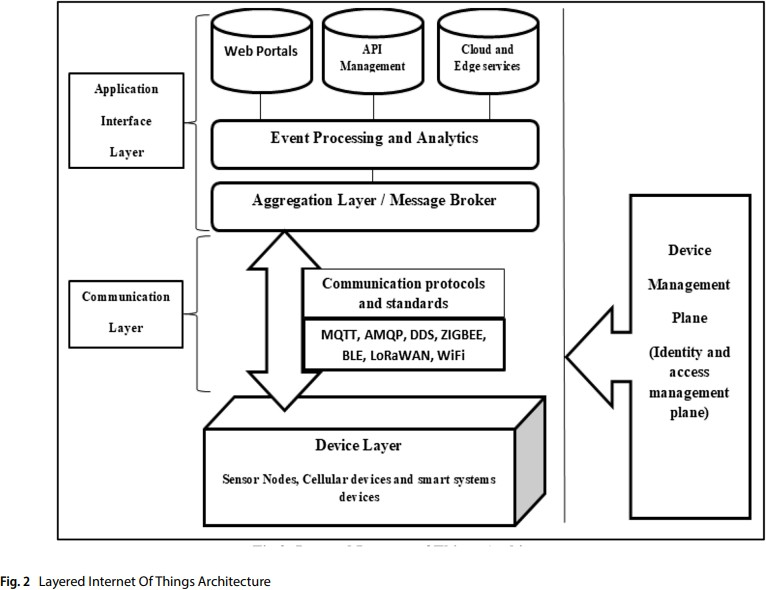 Web Portals
API
Management
Cloud and
Edge services
Application
Interface
Layer
Event Processing and Analytics
Aggregation Layer / Message Broker
Communication
Layer
Communication protocols
and standards
MQTT, AMQP, DDS, ZIGBEE,
BLE, LoRaWAN, WiFi
Device
Management
Plane
(Identity and
access
management
plane)
Device Layer
Sensor Nodes, Cellular devices and smart systems
devices
Fig. 2 Layered Internet Of Things Architecture